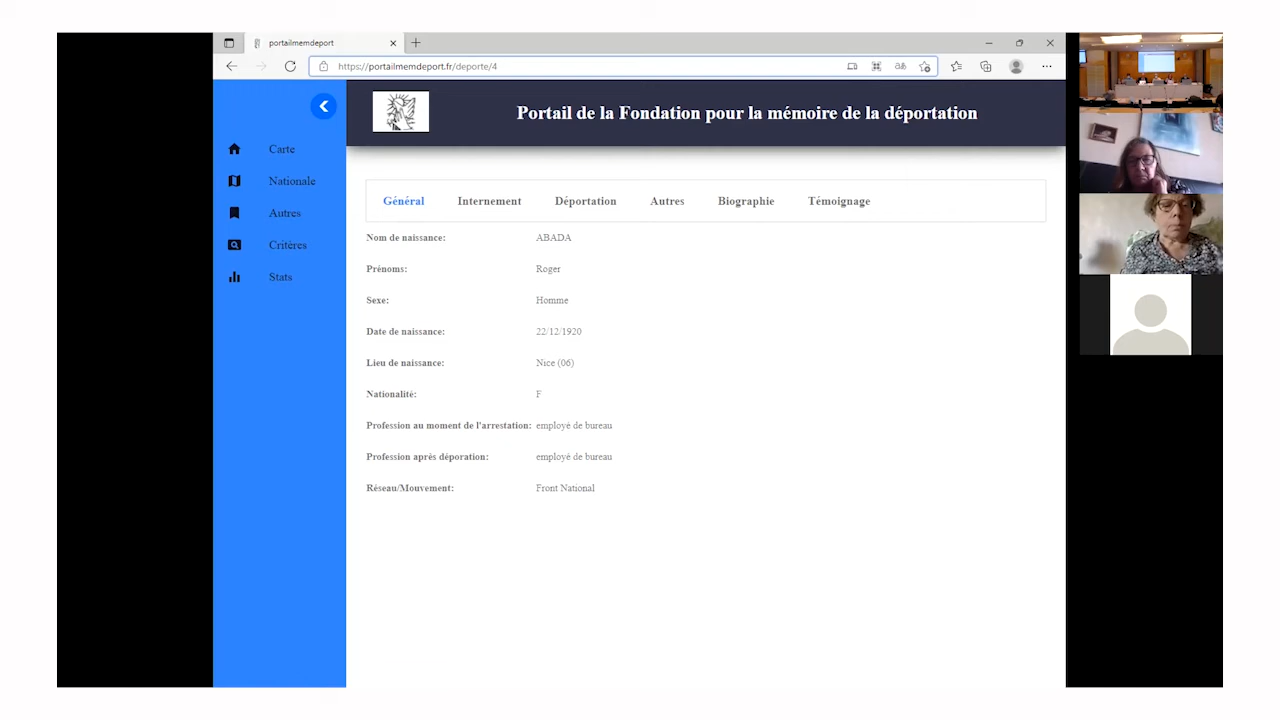 portailmemdeport
https://portailmemdeport.fr/deporte/4
Portail de la Fondation pour la mémoire de la déportation
Carte
Nationale
Autres
Critères
Stats
Général Internement Déportation Autres Biographie Témoignage
Nom de naissance: ABADA
Prénoms: Roger
Sexe: Homme
Date de naissance: 22/12/1920
Lieu de naissance: Nice (06)
Nationalité: F
Profession au moment de l'arrestation: employé de bureau
Profession après déporation: employé de bureau
Réseau/Mouvement: Front National